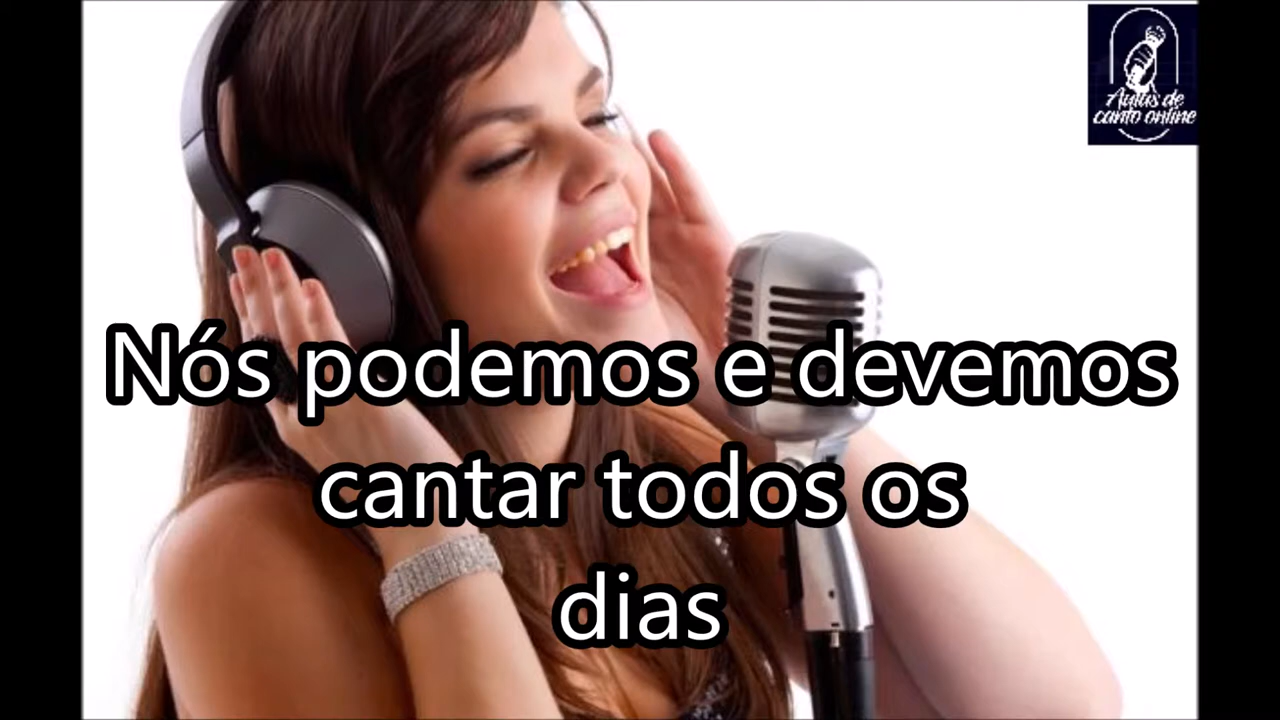 Aulas de
canto online
Nós podemos e devemos
cantar todos os
dias